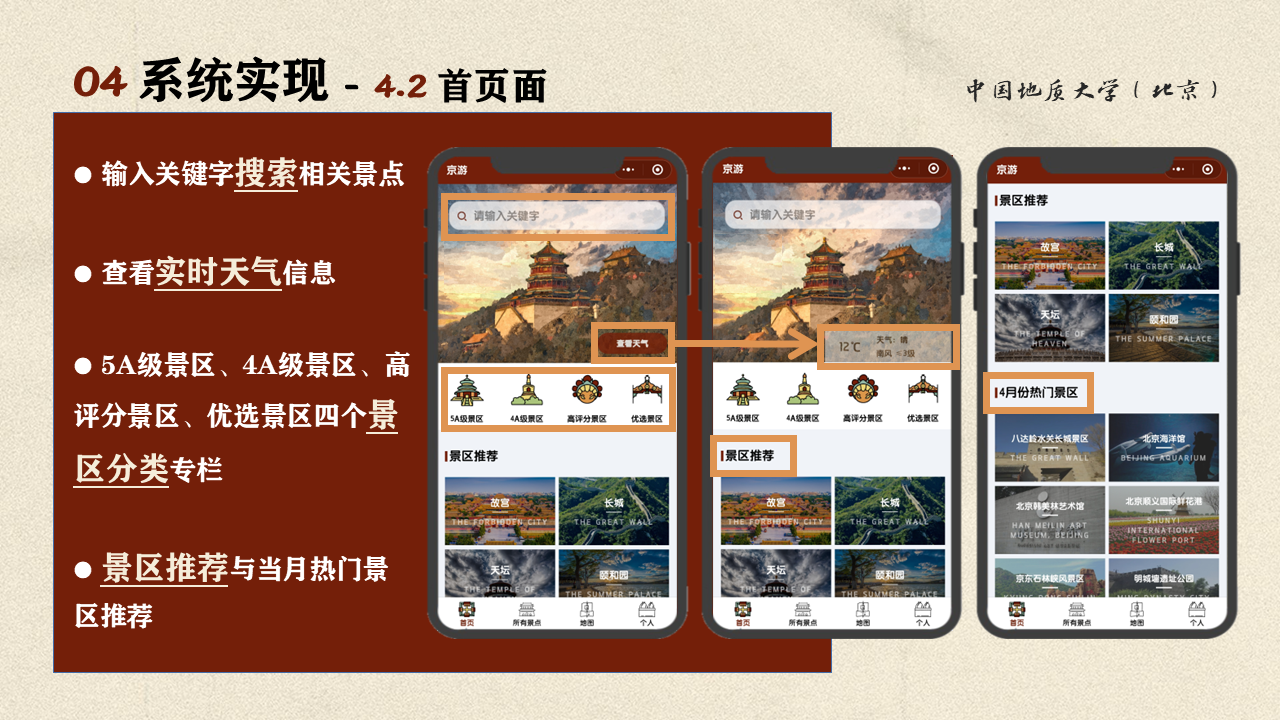 04 系统实现 - 4.2 首页面
中国地质大学（北京）
● 输入关键字搜索相关景点
● 查看实时天气信息
● 5A级景区、4A级景区、高
评分景区、优选景区四个景
区分类专栏
● 景区推荐与当月热门景
区推荐
京游
请输入关键字
查看天气
5A级景区 4A级景区 高评分景区 优选景区
景区推荐
故宫
THE FORBIDDEN CITY
长城
THE GREAT WALL
天坛
THE TEMPLE OF
颐和园
THE SUMMER PALACE
首页 所有景点 地图 个人
京游
请输入关键字
12℃
天气：晴
南风 ≤3级
5A级景区 4A级景区 高评分景区 优选景区
景区推荐
故宫
THE FORBIDDEN CITY
长城
THE GREAT WALL
天坛
THE TEMPLE OF
颐和园
THE SUMMER PALACE
首页 所有景点 地图 个人
京游
景区推荐
故宫
THE FORBIDDEN CITY
长城
THE GREAT WALL
天坛
THE TEMPLE OF
HEAVEN
颐和园
THE SUMMER PALACE
4月份热门景区
八达岭水关长城景区
THE GREAT WALL
北京海洋馆
BEIJING AQUARIUM
北京韩美林艺术馆
HAN MEILIN ART
MUSEUM, BEIJING
北京顺义国际鲜花港
SHUNYI
INTERNATIONAL
FLOWER PORT
京东石林峡风景区
明城墙遗址公园
MING DYNASTY CITY
首页 所有景点 地图 个人